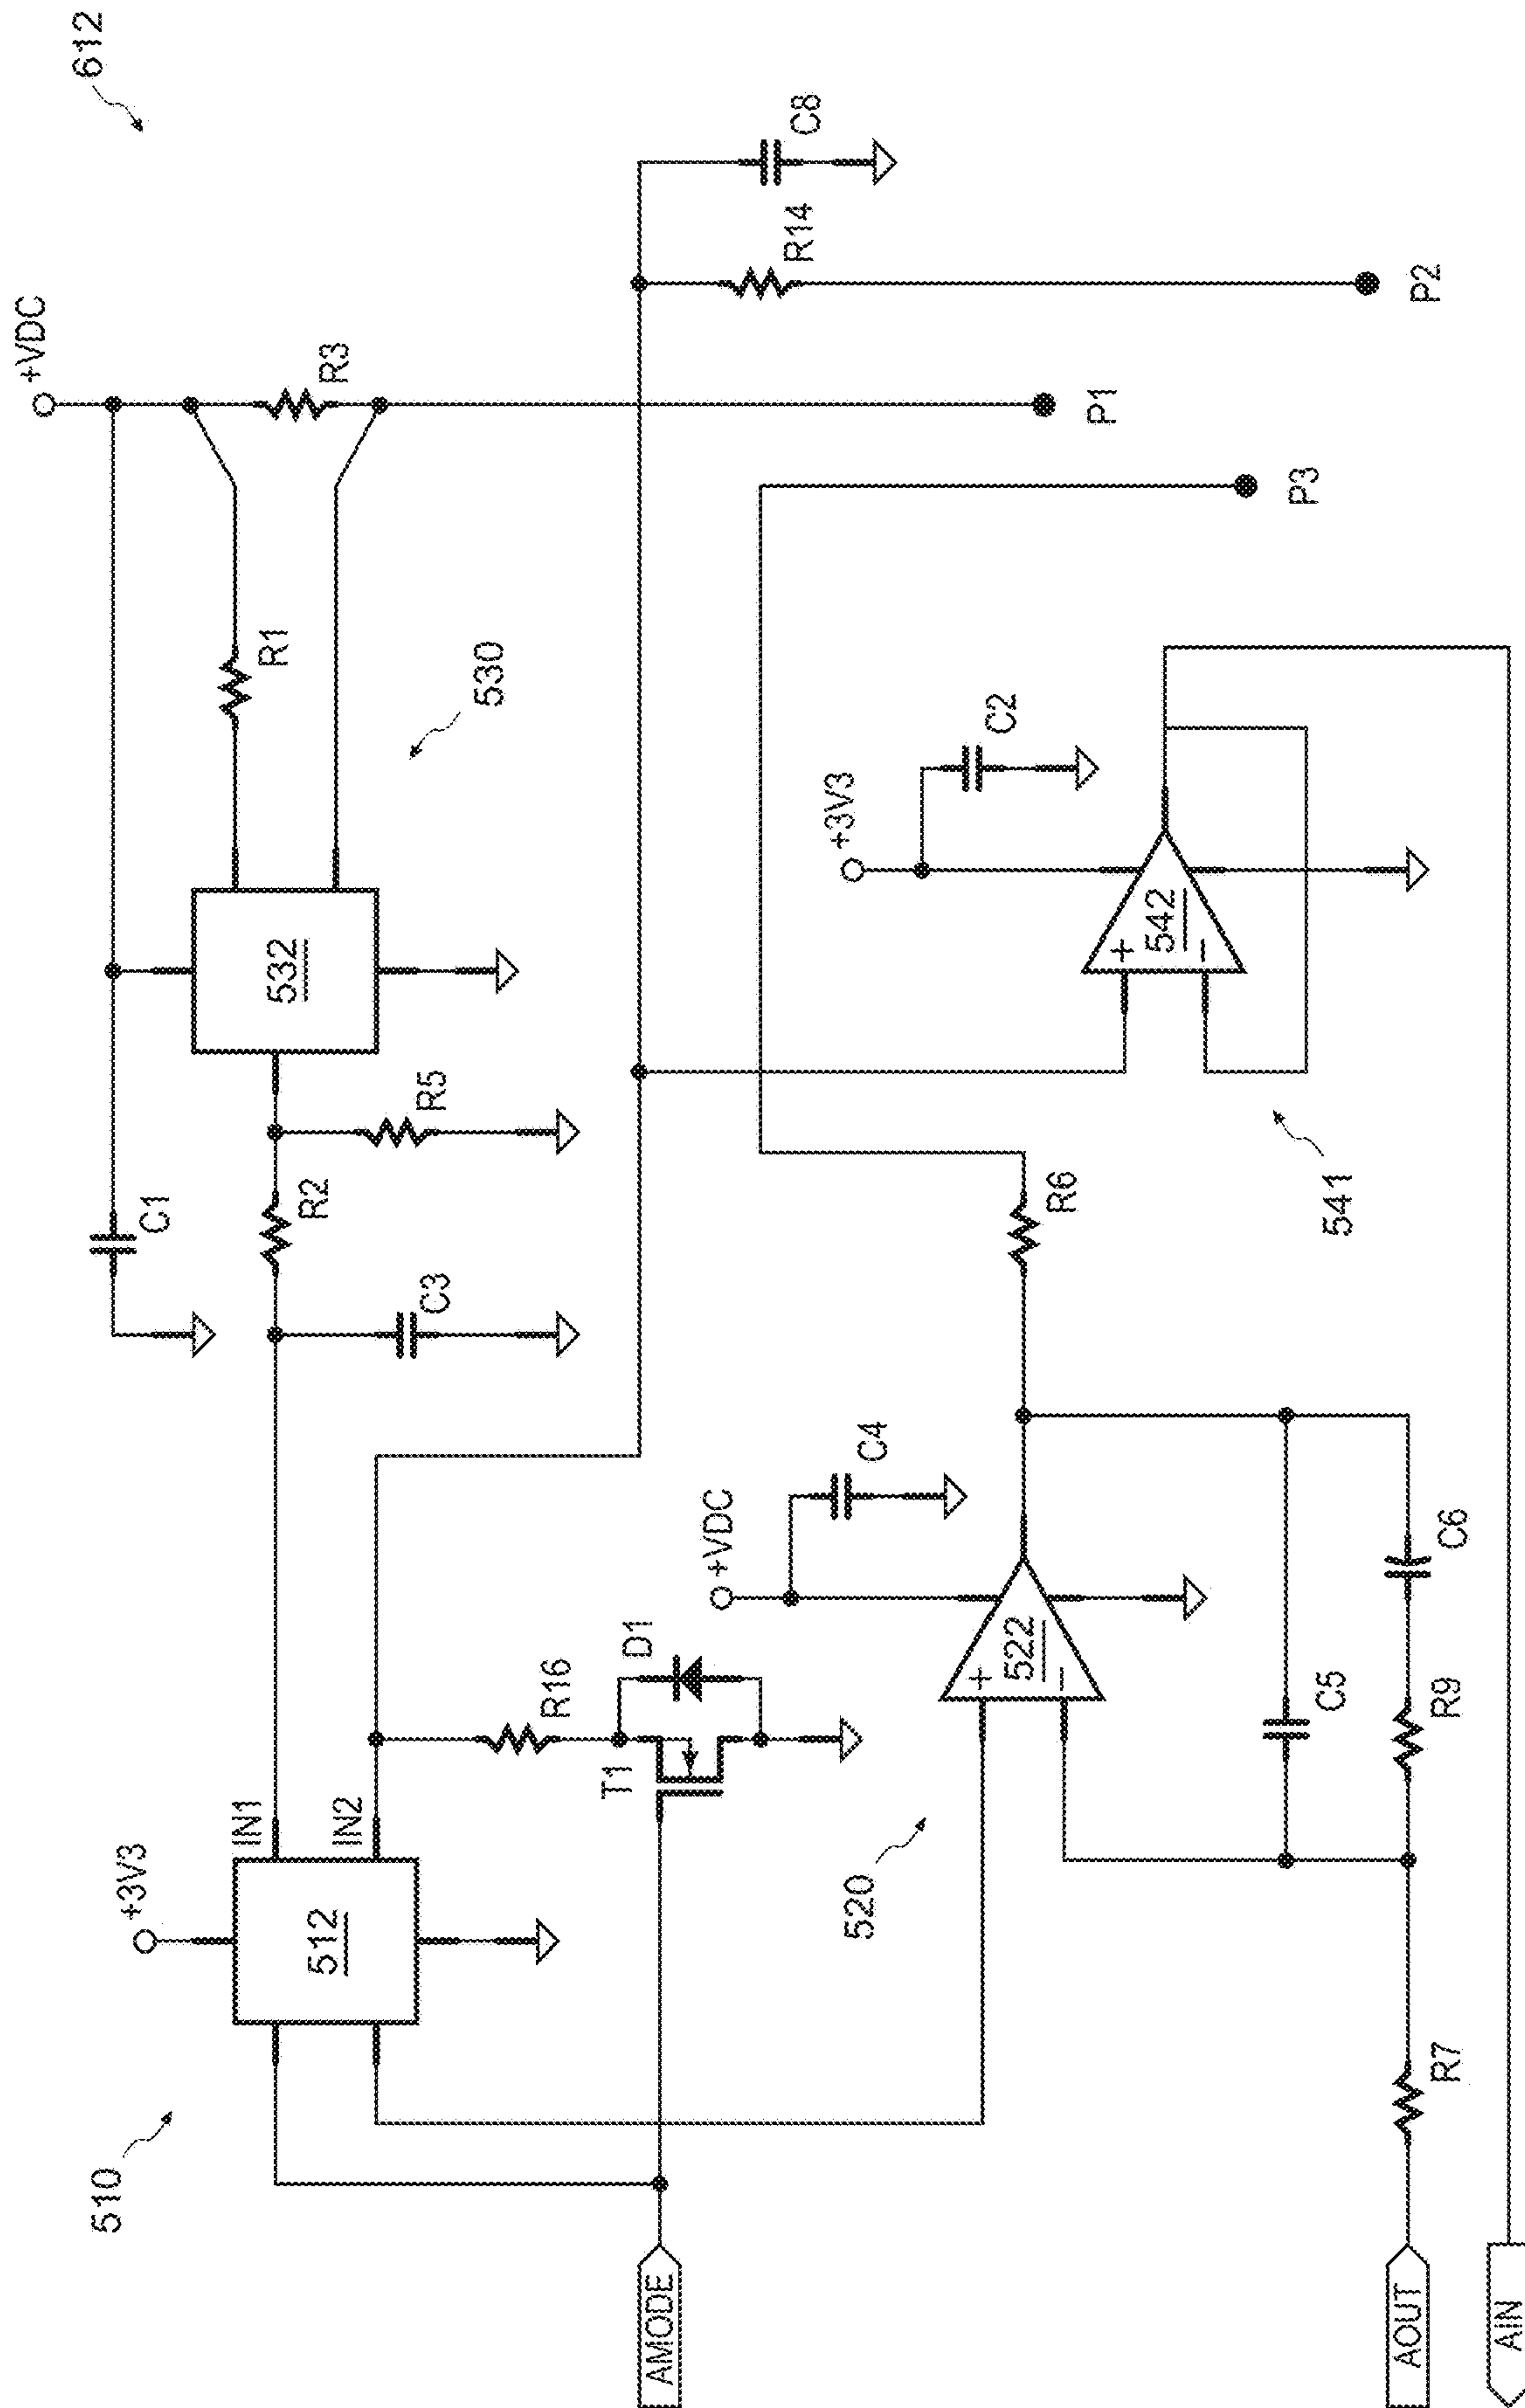 612
+VDC
R3
C8
R14
P2
P1
P3
R1
530
532
R5
C1
R2
C3
+3V3
C2
542
+
−
541
R6
C4
+VDC
D1
R16
T1
IN1
IN2
+3V3
512
510
522
+
−
520
C5
C6
R9
R7
AMODE
AOUT
AIN